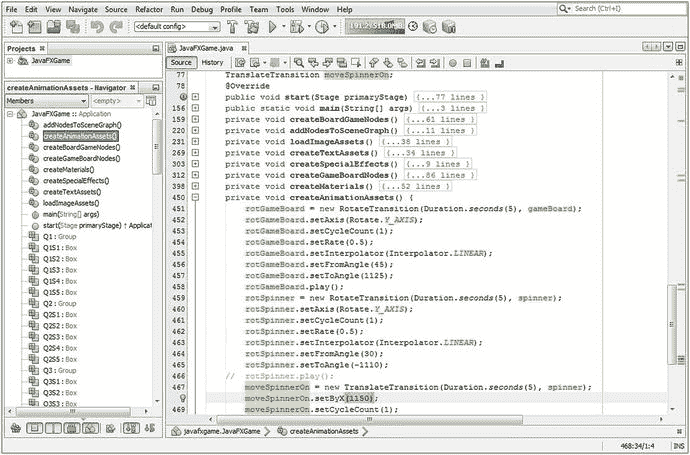 File Edit View Navigate Source Refactor Run Debug Profile Team Tools Window Help
Search (Ctrl+I)
<default config>
Projects
JavaFXGame
createAnimationAssets - Navigator
Members
<empty>
JavaFXGame :: Application
addNodesToSceneGraph()
createAnimationAssets()
createBoardGameNodes()
createGameBoardNodes()
createMaterials()
createSpecialEffects()
createTextAssets()
loadImageAssets()
main(String[] args)
start(Stage primaryStage) ↑ Applicat
Q1 : Group
Q1S1 : Box
Q1S2 : Box
Q1S3 : Box
Q1S4 : Box
Q1S5 : Box
Q2 : Group
Q2S1 : Box
Q2S2 : Box
Q2S3 : Box
Q2S4 : Box
Q2S5 : Box
Q3 : Group
Q3S1 : Box
Q3S2 : Box
Q3S3 : Box
JavaFXGame.java
Source History
77 TranslateTransition moveSpinnerOn;
78 @Override
public void start(Stage primaryStage) {...77 lines }
156 public static void main(String[] args) {...3 lines }
159 private void createBoardGameNodes() {...61 lines }
220 private void addNodesToSceneGraph() {...11 lines }
231 private void loadImageAssets() {...38 lines }
269 private void createTextAssets() {...34 lines }
303 private void createSpecialEffects() {...9 lines }
312 private void createGameBoardNodes() {...86 lines }
398 private void createMaterials() {...52 lines }
450 private void createAnimationAssets() {
451 rotGameBoard = new RotateTransition(Duration.seconds(5), gameBoard);
452 rotGameBoard.setAxis(Rotate.Y_AXIS);
453 rotGameBoard.setCycleCount(1);
454 rotGameBoard.setRate(0.5);
455 rotGameBoard.setInterpolator(Interpolator.LINEAR);
456 rotGameBoard.setFromAngle(45);
457 rotGameBoard.setToAngle(1125);
458 rotGameBoard.play();
459 rotSpinner = new RotateTransition(Duration.seconds(5), spinner);
460 rotSpinner.setAxis(Rotate.Y_AXIS);
461 rotSpinner.setCycleCount(1);
462 rotSpinner.setRate(0.5);
463 rotSpinner.setInterpolator(Interpolator.LINEAR);
464 rotSpinner.setFromAngle(30);
465 rotSpinner.setToAngle(-1110);
466 // rotSpinner.play();
467 moveSpinnerOn = new TranslateTransition(Duration.seconds(5), spinner);
moveSpinnerOn.setByX(1150);
469 moveSpinnerOn.setCycleCount(1);
javafxgame.JavaFXGame
createAnimationAssets
468:34/1:4
INS